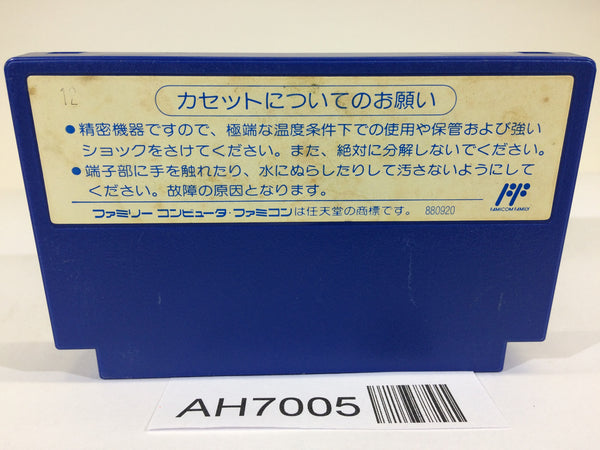 12
カセットについてのお願い
●精密機器ですので、極端な温度条件下での使用や保管および強い
ショックをさけてください。また、絶対に分解しないでください。
●端子部に手を触れたり、水にぬらしたりして汚さないようにして
ください。故障の原因となります。
ファミリー コンピュータ・ファミコンは任天堂の商標です。 880920
FAMICOM FAMILY
AH7005